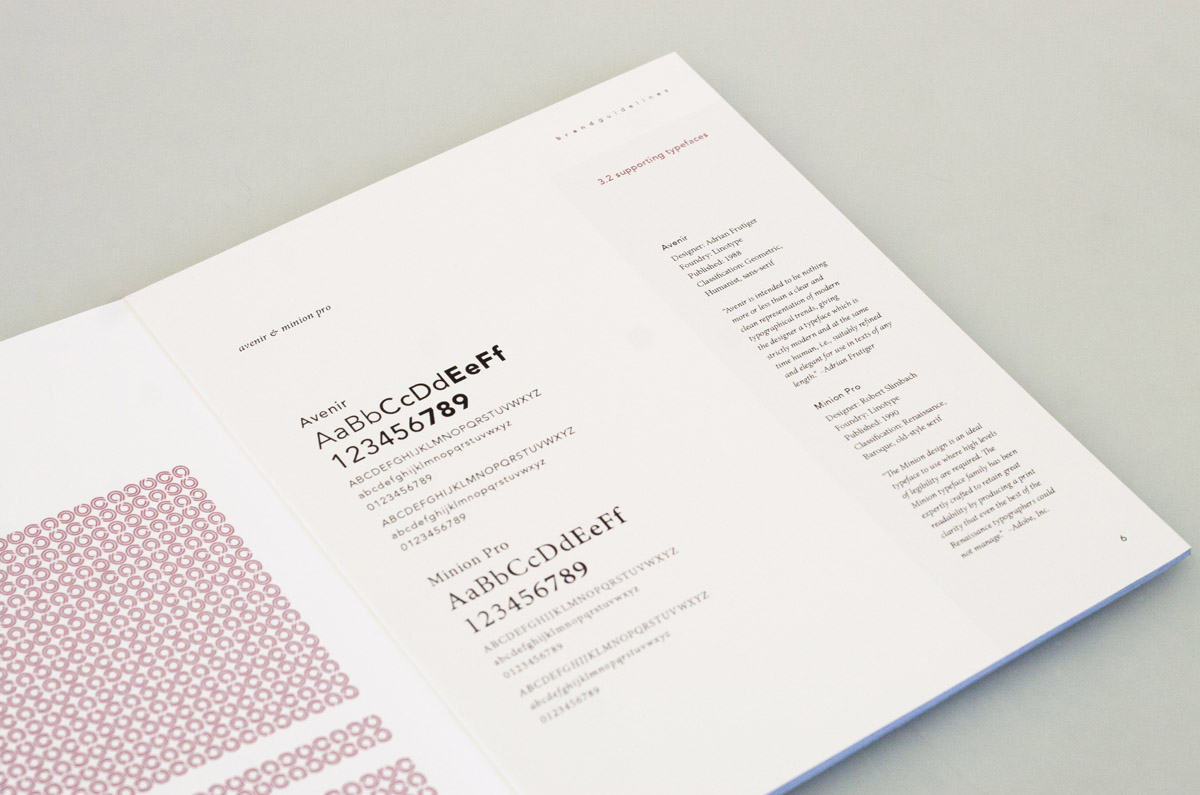 brandguidelines
3.2 supporting typefaces
avenir & minion pro
Avenir
AaBbCcDdEeFf
123456789
ABCDEFGHIJKLMNOPQRSTUVWXYZ
abcdefghijklmnopqrstuvwxyz
0123456789
ABCDEFGHIJKLMNOPQRSTUVWXYZ
abcdefghijklmnopqrstuvwxyz
0123456789
Minion Pro
AaBbCcDdEeFf
123456789
ABCDEFGHIJKLMNOPQRSTUVWXYZ
abcdefghijklmnopqrstuvwxyz
0123456789
ABCDEFGHIJKLMNOPQRSTUVWXYZ
abcdefghijklmnopqrstuvwxyz
0123456789
Avenir
Designer: Adrian Frutiger
Foundry: Linotype
Published: 1988
Classification: Geometric,
Humanist, sans-serif
"Avenir is intended to be nothing
more or less than a clear and
clean representation of modern
typographical trends, giving
the designer a typeface which is
strictly modern and at the same
time human, i.e., suitably refined
and elegant for use in texts of any
length." -Adrian Frutiger
Minion Pro
Designer: Robert Slimbach
Foundry: Linotype
Published: 1990
Classification: Renaissance,
Baroque, old-style serif
"The Minion design is an ideal
typeface to use where high levels
of legibility are required. The
Minion typeface family has been
expertly crafted to retain great
readability by producing a print
clarity that even the best of the
Renaissance typographers could
not manage." -Adobe, Inc.
6